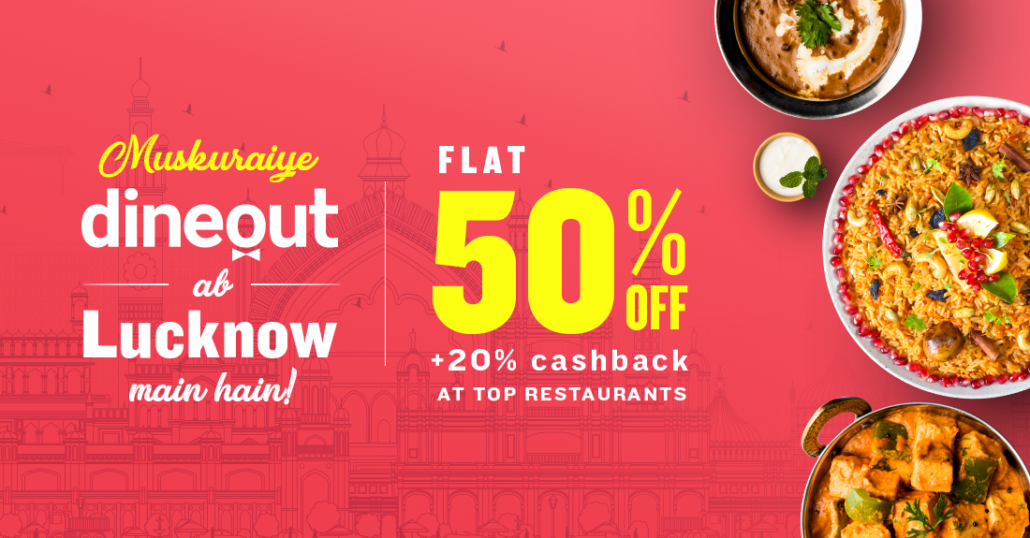 Muskuraiye
dineout
ab
Lucknow
main hain!
FLAT
50% OFF
+20% cashback
AT TOP RESTAURANTS